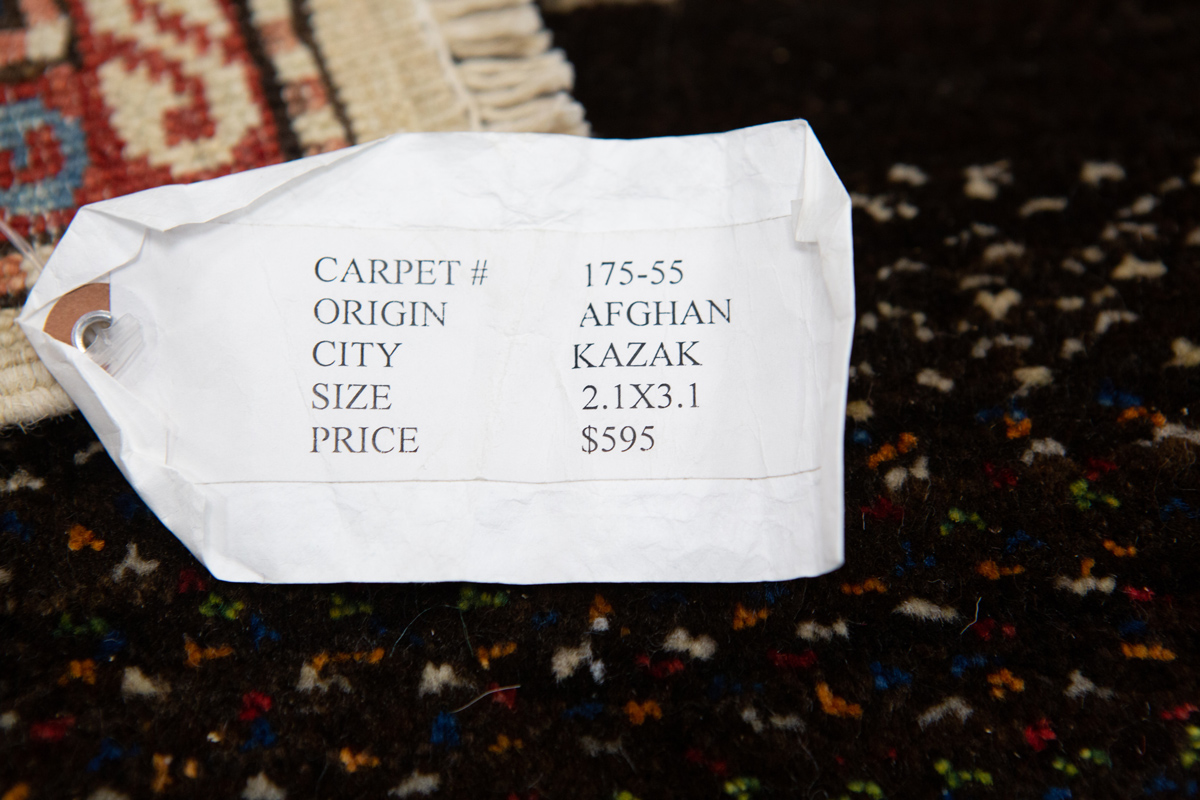 CARPET # 175-55
ORIGIN AFGHAN
CITY KAZAK
SIZE 2.1X3.1
PRICE $595